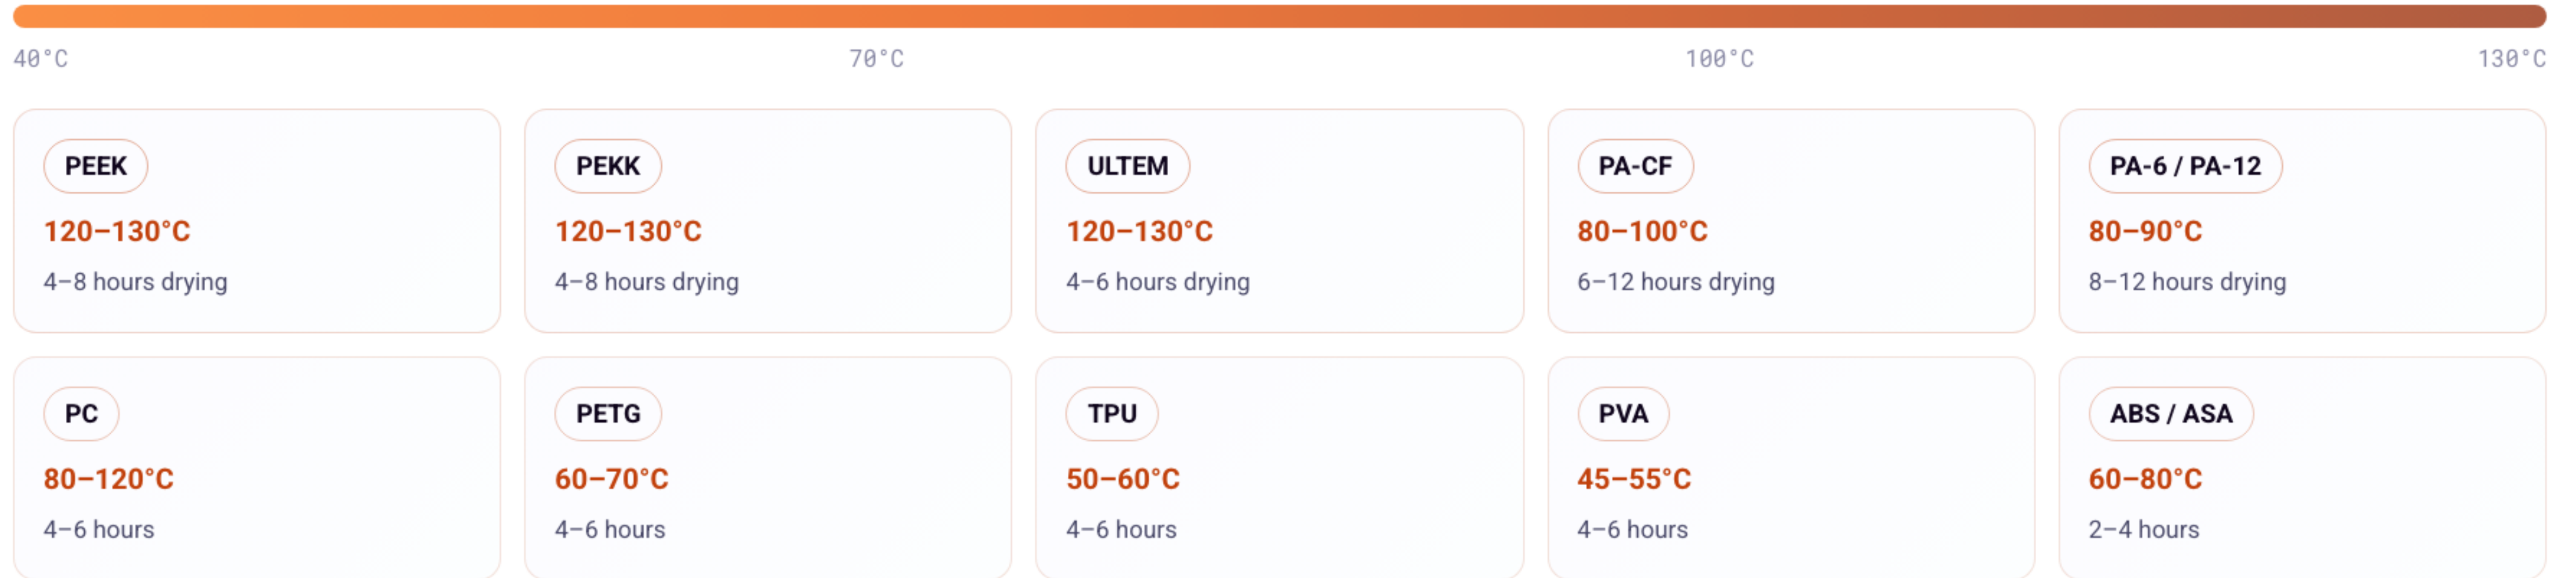 40°C 70°C 100°C 130°C
PEEK
120–130°C
4–8 hours drying
PEKK
120–130°C
4–8 hours drying
ULTEM
120–130°C
4–6 hours drying
PA-CF
80–100°C
6–12 hours drying
PA-6 / PA-12
80–90°C
8–12 hours drying
PC
80–120°C
4–6 hours
PETG
60–70°C
4–6 hours
TPU
50–60°C
4–6 hours
PVA
45–55°C
4–6 hours
ABS / ASA
60–80°C
2–4 hours